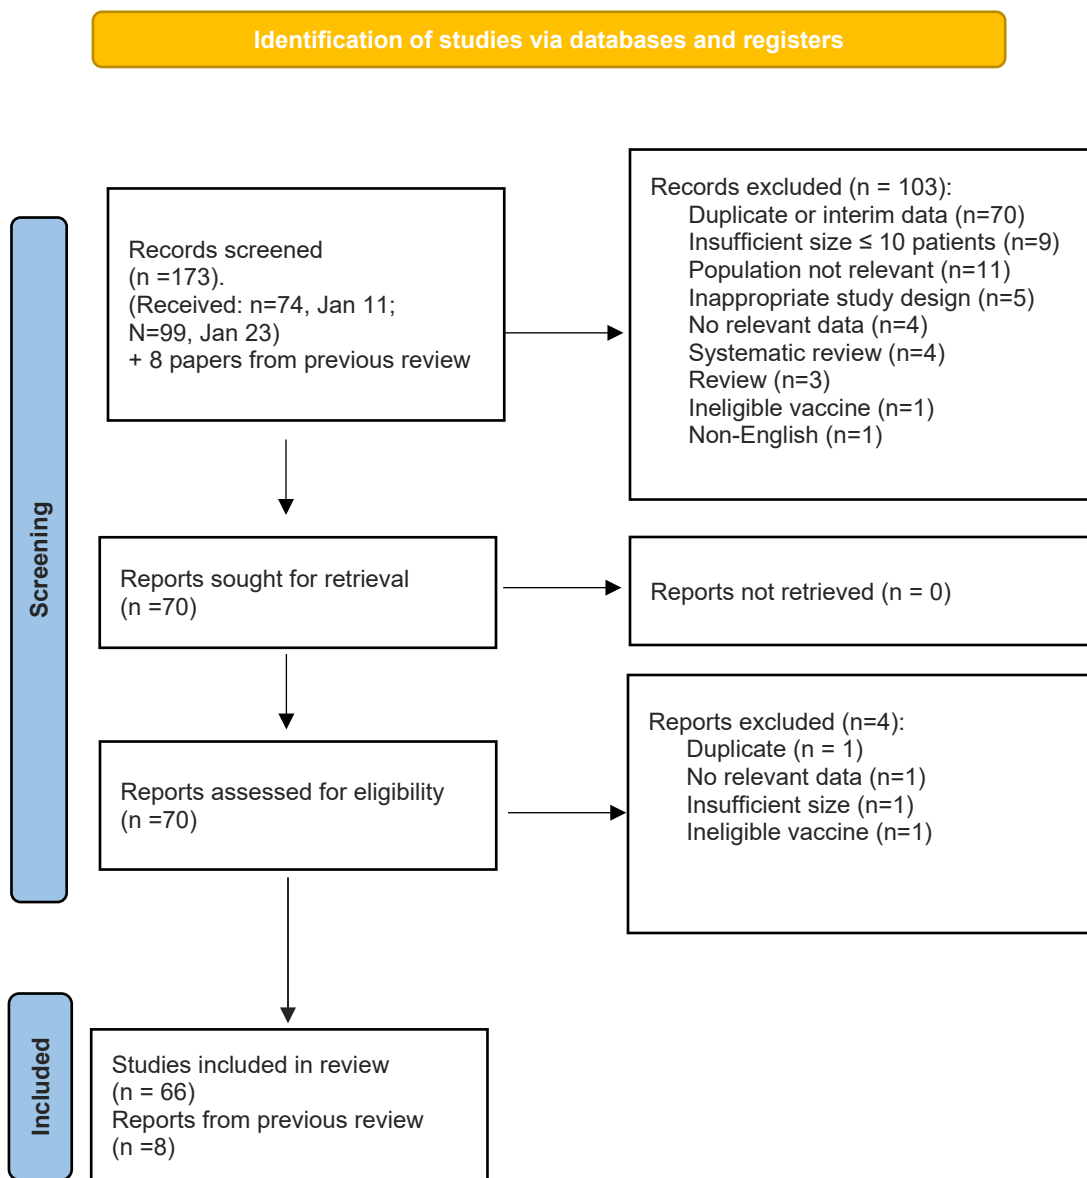 Identification of studies via databases and registers
Screening
Records screened
(n =173).
(Received: n=74, Jan 11;
N=99, Jan 23)
+ 8 papers from previous review
Records excluded (n = 103):
Duplicate or interim data (n=70)
Insufficient size ≤ 10 patients (n=9)
Population not relevant (n=11)
Inappropriate study design (n=5)
No relevant data (n=4)
Systematic review (n=4)
Review (n=3)
Ineligible vaccine (n=1)
Non-English (n=1)
Reports sought for retrieval
(n =70)
Reports not retrieved (n = 0)
Reports assessed for eligibility
(n =70)
Reports excluded (n=4):
Duplicate (n = 1)
No relevant data (n=1)
Insufficient size (n=1)
Ineligible vaccine (n=1)
Included
Studies included in review
(n = 66)
Reports from previous review
(n =8)